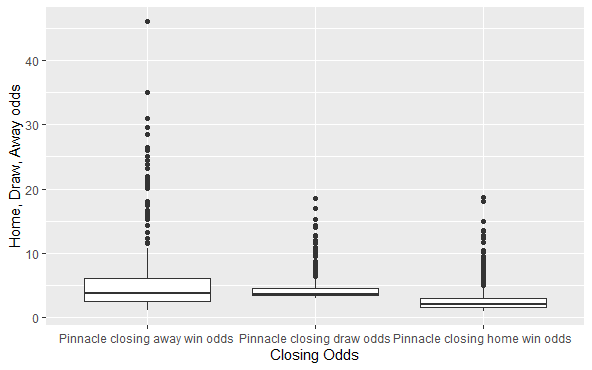 Home, Draw, Away odds
40
30
20
10
0
Pinnacle closing away win odds Pinnacle closing draw odds Pinnacle closing home win odds
Closing Odds